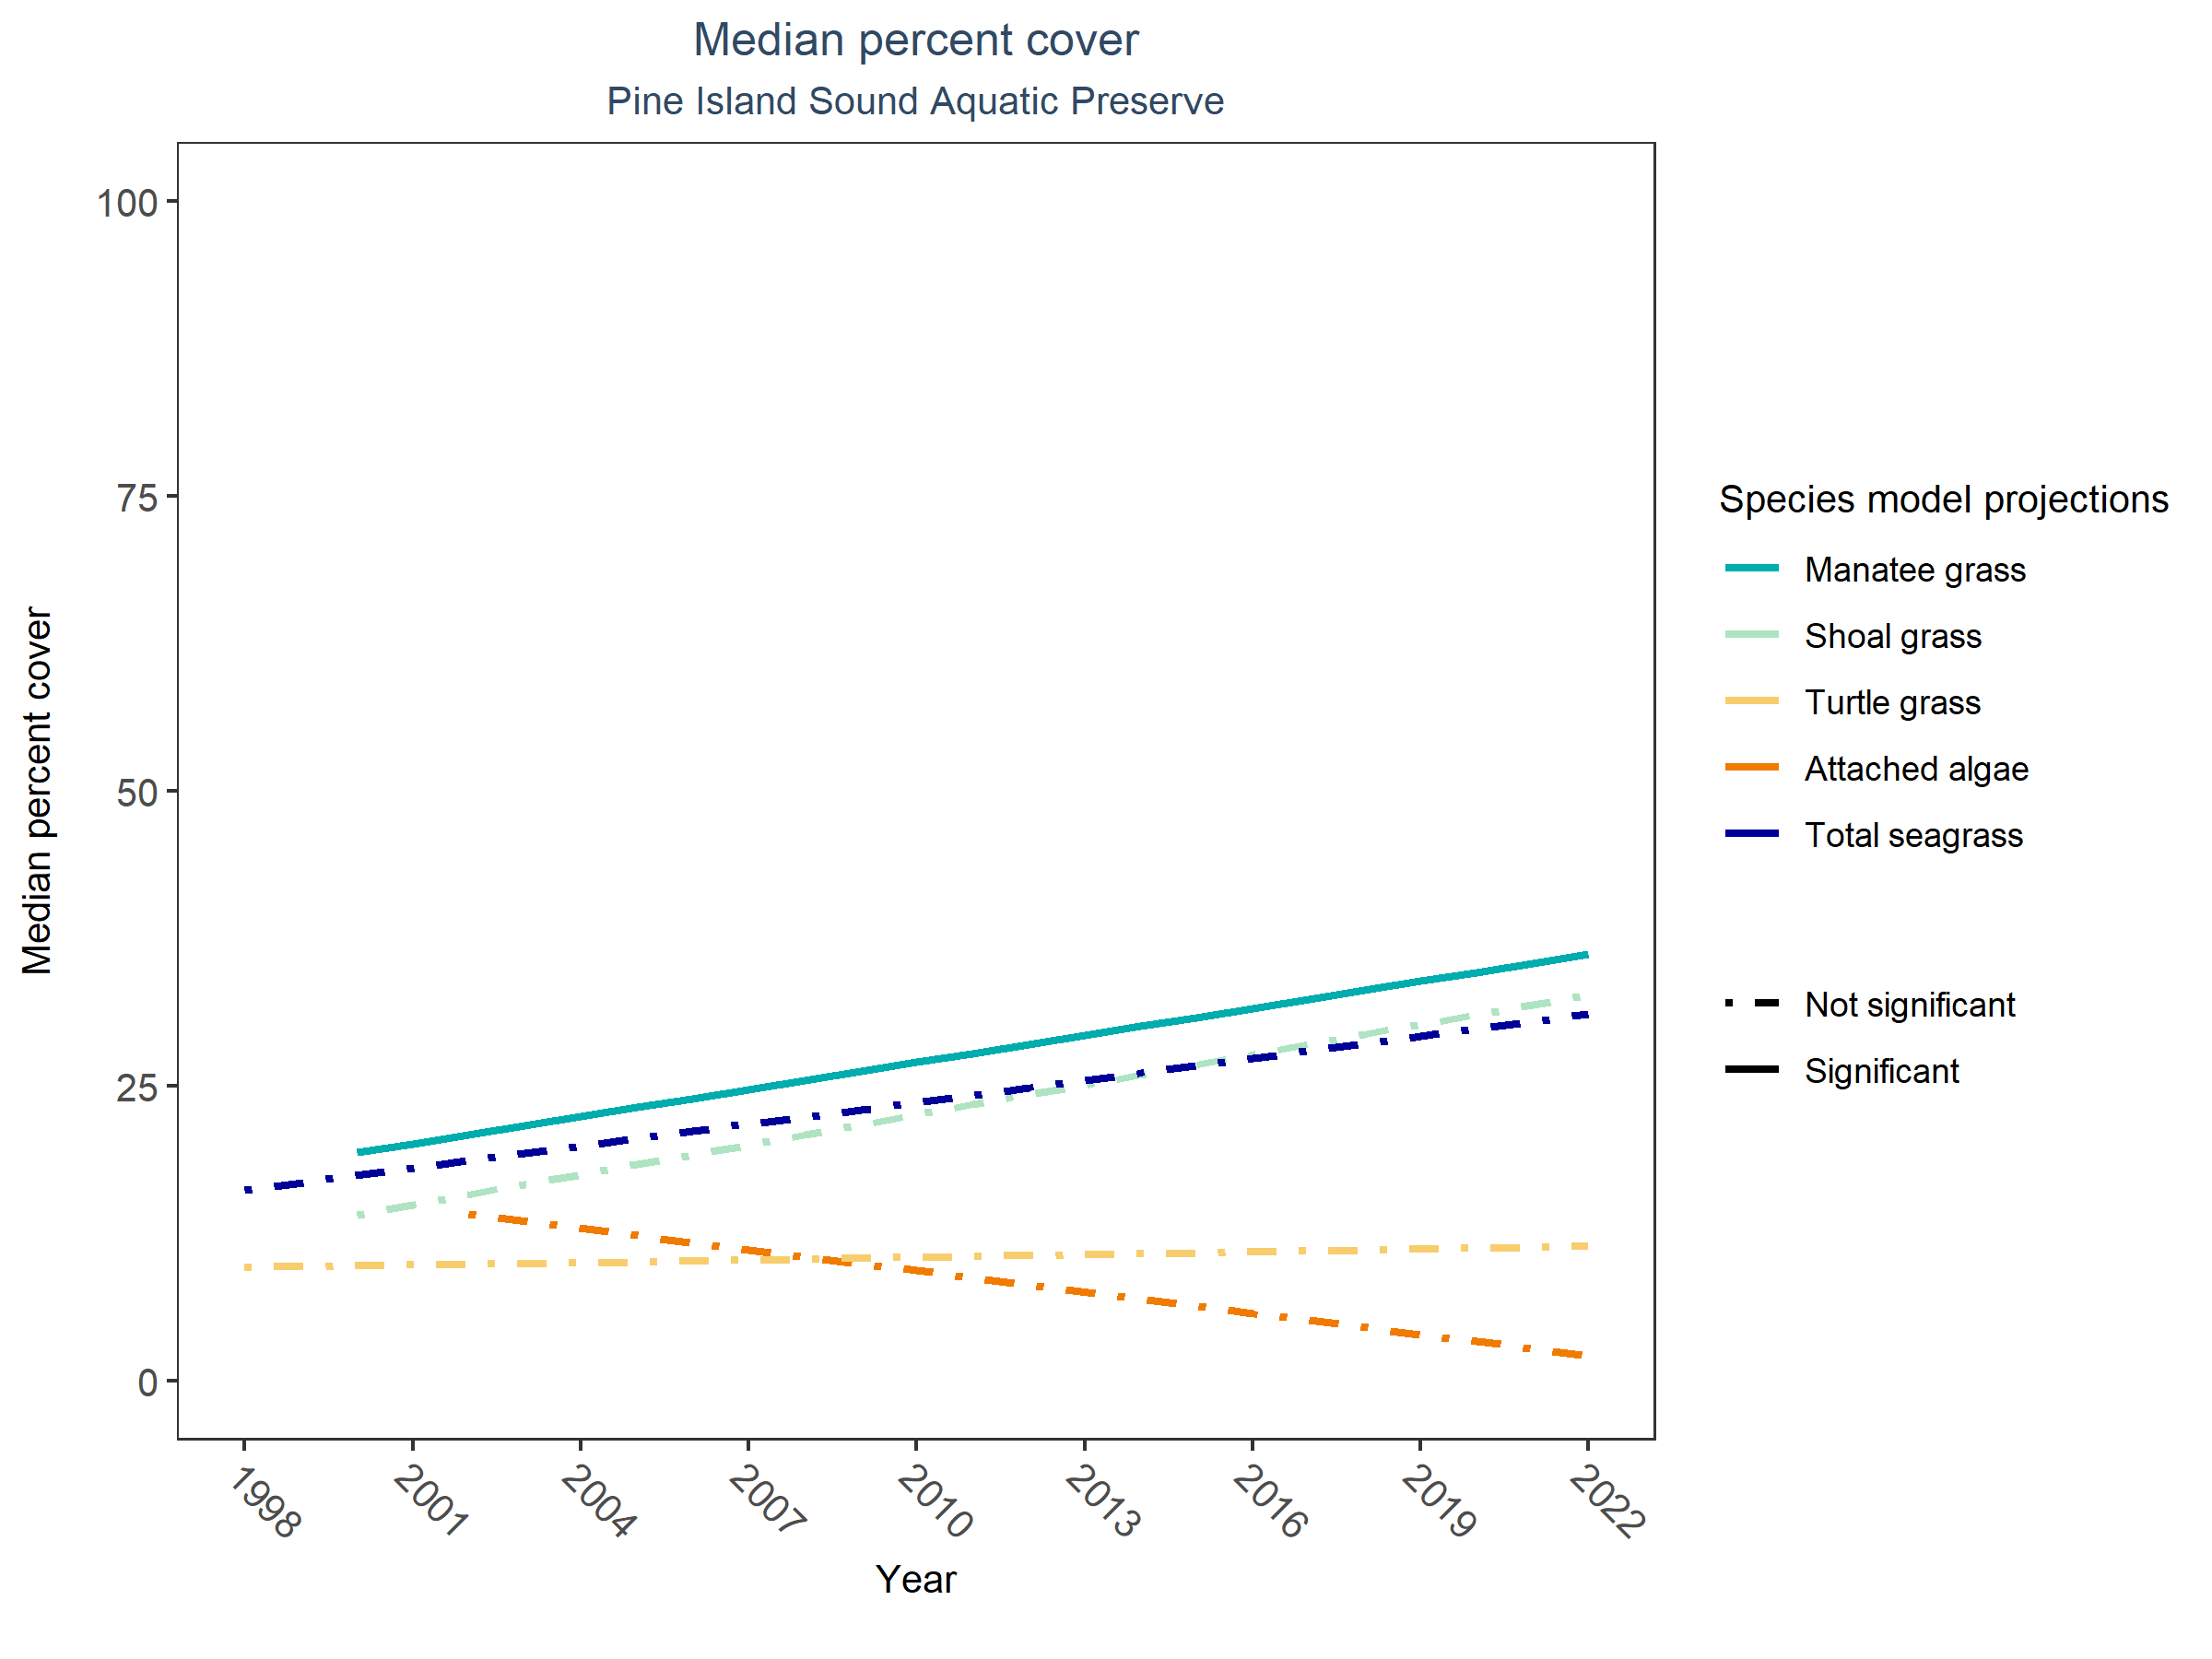 Median percent cover
Pine Island Sound Aquatic Preserve
Median percent cover
100
75
50
25
0
1998
2001
2004
2007
2010
2013
2016
2019
2022
Year
Species model projections
Manatee grass
Shoal grass
Turtle grass
Attached algae
Total seagrass
Not significant
Significant